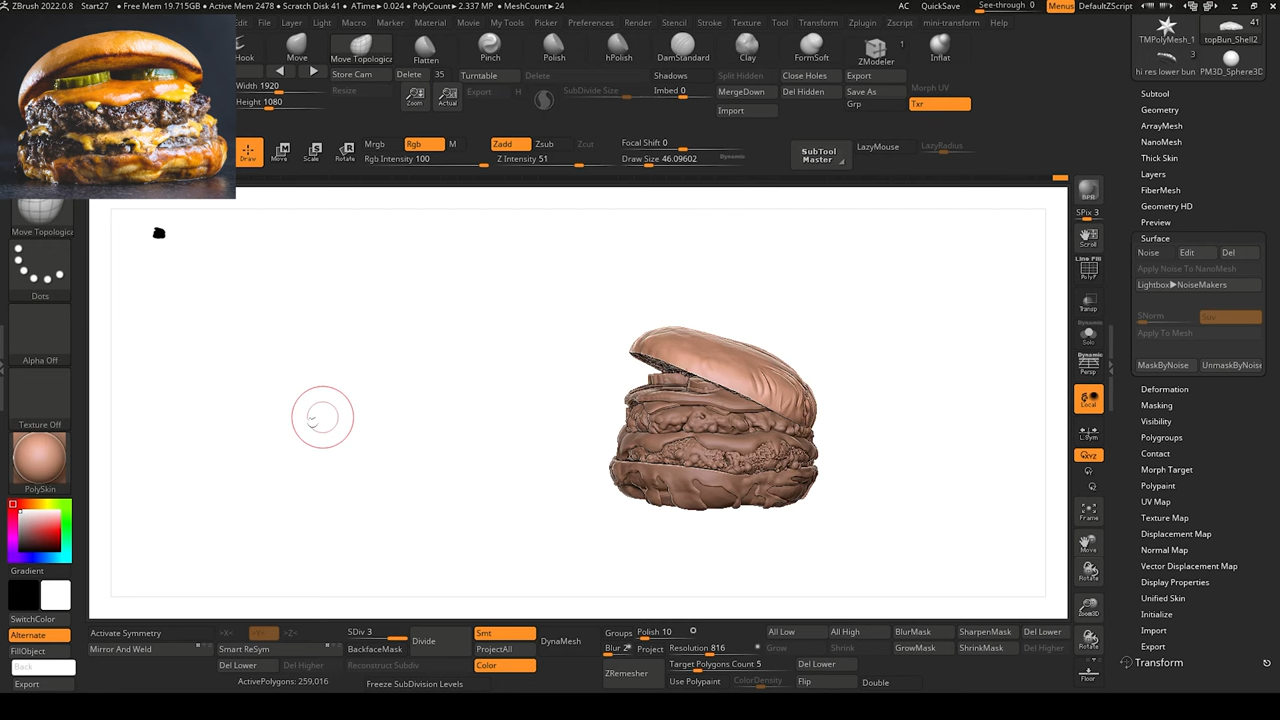 ZBrush 2022.0.8 Start27 • Free Mem 19.715GB • Active Mem 2478 • Scratch Disk 41 • ATime▶0.024 • PolyCount▶2.337 MP • MeshCount▶24 AC QuickSave See-through 0 Menus DefaultZScript
File Layer Light Macro Marker Material Movie My Tools Picker Preferences Render Stencil Stroke Texture Tool Transform Zplugin Zscript mini-transform Help
Hook Move Move Topological Flatten Pinch Polish hPolish DamStandard Clay FormSoft ZModeler 1 Inflat
TMPolyMesh_1 topBun_Shell2 41
hi res lower bun 3 PM3D_Sphere3D
Store Cam Delete 35 Turntable Delete Shadows Split Hidden Close Holes Export Morph UV
Width 1920 Resize Zoom Actual Export H SubDivide Size Imbed 0 MergeDown Del Hidden Save As Txr
Height 1080 Import Grp
Draw Move Scale Rotate Mrgb Rgb M Zadd Zsub Zcut Focal Shift 0 SubTool Master LazyMouse LazyRadius
Rgb Intensity 100 Z Intensity 51 Draw Size 46.09602 Dynamic
Move Topological
Dots
Alpha Off
Texture Off
PolySkin
Gradient
SwitchColor
Alternate
FillObject
Back
Export
BPR
SPix 3
Scroll
Line Fill
PolyF
Transp
Dynamic
Solo
Dynamic
Persp
Local
L.Sym
XYZ
Frame
Move
Rotate
Zoom3D
Rotate
Floor
Subtool
Geometry
ArrayMesh
NanoMesh
Thick Skin
Layers
FiberMesh
Geometry HD
Preview
Surface
Noise Edit Del
Apply Noise To NanoMesh
Lightbox▶NoiseMakers
SNorm Suv
Apply To Mesh
MaskByNoise UnmaskByNoise
Deformation
Masking
Visibility
Polygroups
Contact
Morph Target
Polypaint
UV Map
Texture Map
Displacement Map
Normal Map
Vector Displacement Map
Display Properties
Unified Skin
Initialize
Import
Export
Transform
Activate Symmetry >X< >Y< >Z< SDiv 3 Divide Smt DynaMesh Groups Polish 10 All Low All High BlurMask SharpenMask Del Lower
Mirror And Weld Smart ReSym BackfaceMask ProjectAll Blur 2 Project Resolution 816 Grow Shrink GrowMask ShrinkMask Del Higher
Del Lower Del Higher Reconstruct Subdiv Color ZRemesher Target Polygons Count 5 Del Lower
ActivePolygons: 259,016 Freeze SubDivision Levels Use Polypaint ColorDensity Flip Double